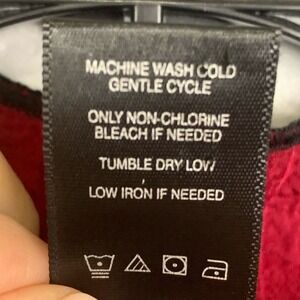 MACHINE WASH COLD
GENTLE CYCLE
ONLY NON-CHLORINE
BLEACH IF NEEDED
TUMBLE DRY LOW
LOW IRON IF NEEDED